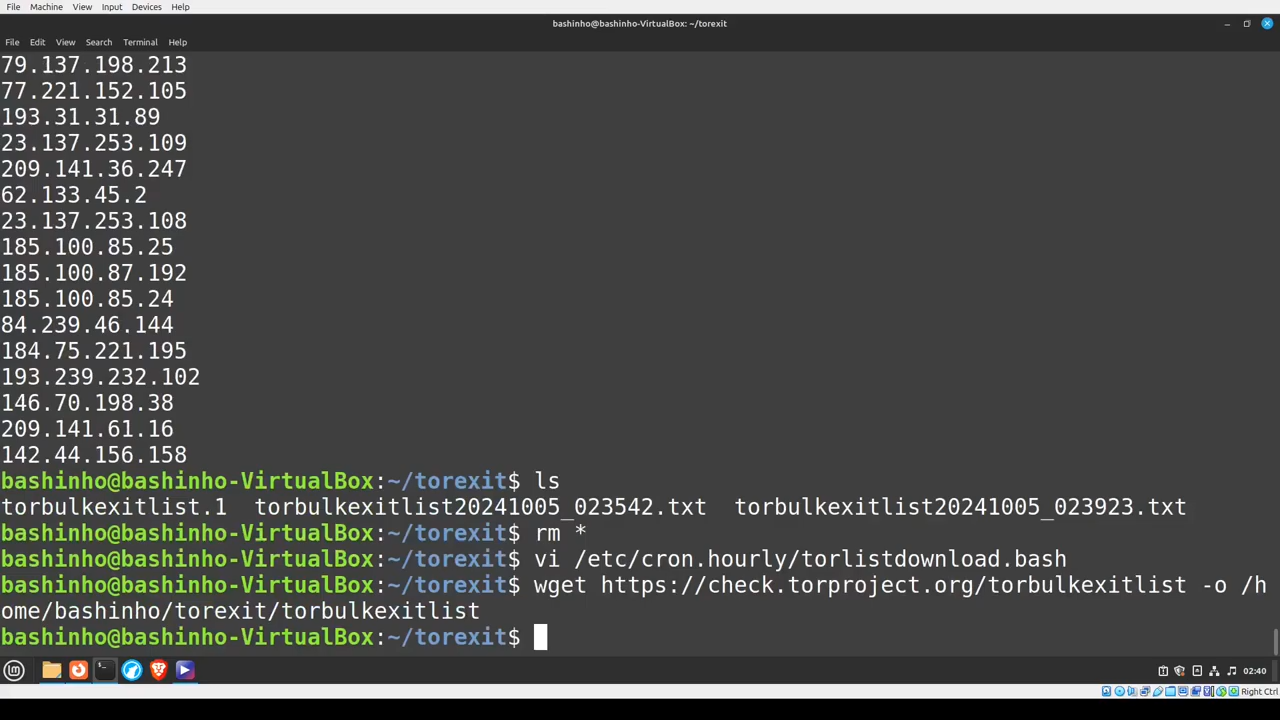 File Machine View Input Devices Help
bashinho@bashinho-VirtualBox: ~/torexit
File Edit View Search Terminal Help
79.137.198.213
77.221.152.105
193.31.31.89
23.137.253.109
209.141.36.247
62.133.45.2
23.137.253.108
185.100.85.25
185.100.87.192
185.100.85.24
84.239.46.144
184.75.221.195
193.239.232.102
146.70.198.38
209.141.61.16
142.44.156.158
bashinho@bashinho-VirtualBox:~/torexit$ ls
torbulkexitlist.1 torbulkexitlist20241005_023542.txt torbulkexitlist20241005_023923.txt
bashinho@bashinho-VirtualBox:~/torexit$ rm *
bashinho@bashinho-VirtualBox:~/torexit$ vi /etc/cron.hourly/torlistdownload.bash
bashinho@bashinho-VirtualBox:~/torexit$ wget https://check.torproject.org/torbulkexitlist -o /h
ome/bashinho/torexit/torbulkexitlist
bashinho@bashinho-VirtualBox:~/torexit$
02:40
Right Ctrl